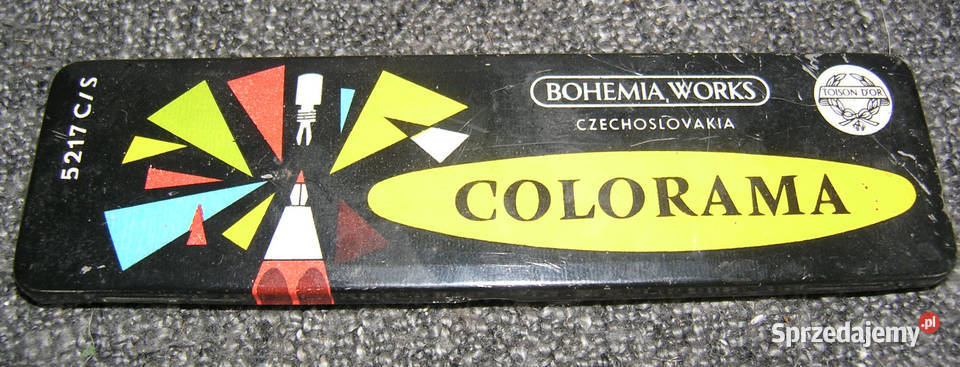 5217 C/S
BOHEMIA WORKS
CZECHOSLOVAKIA
TOISON D'OR
COLORAMA
Sprzedajemy.pl